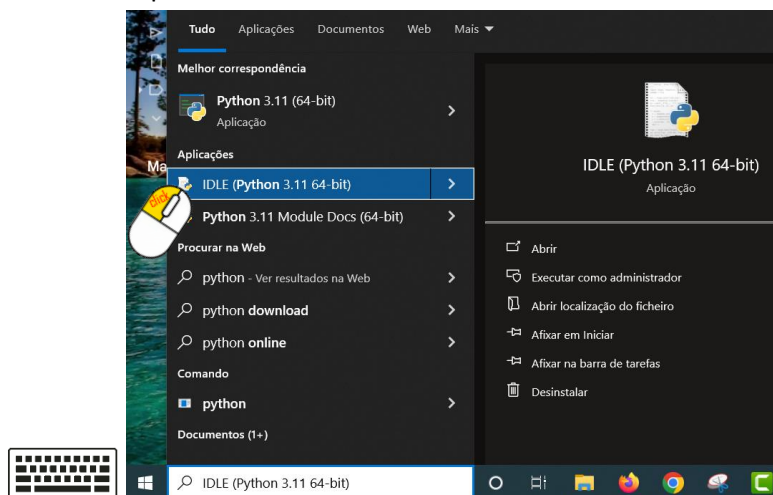 Tudo Aplicações Documentos Web Mais
Melhor correspondência
Python 3.11 (64-bit)
Aplicação
Aplicações
IDLE (Python 3.11 64-bit)
Python 3.11 Module Docs (64-bit)
Procurar na Web
python - Ver resultados na Web
python download
python online
Comando
python
Documentos (1+)
IDLE (Python 3.11 64-bit)
Aplicação
Abrir
Executar como administrador
Abrir localização do ficheiro
Afixar em Iniciar
Afixar na barra de tarefas
Desinstalar
Ma
click
IDLE (Python 3.11 64-bit)